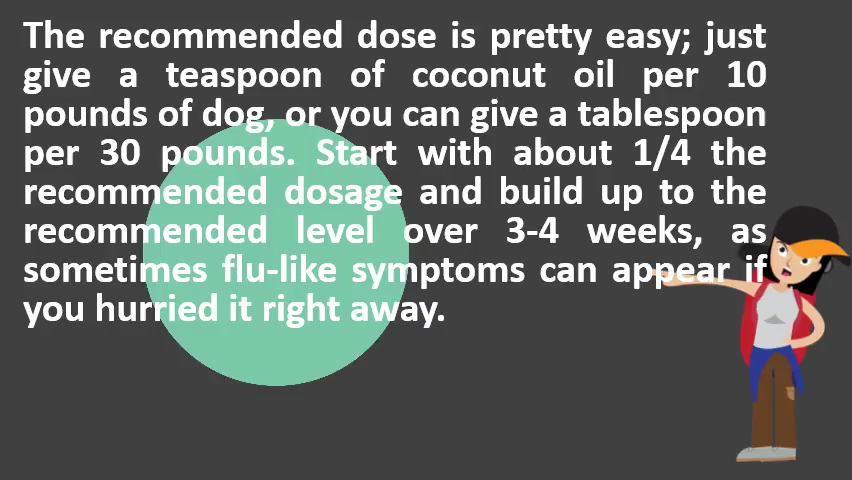 The recommended dose is pretty easy; just
give a teaspoon of coconut oil per 10
pounds of dog, or you can give a tablespoon
per 30 pounds. Start with about 1/4 the
recommended dosage and build up to the
recommended level over 3-4 weeks, as
sometimes flu-like symptoms can appear if
you hurried it right away.